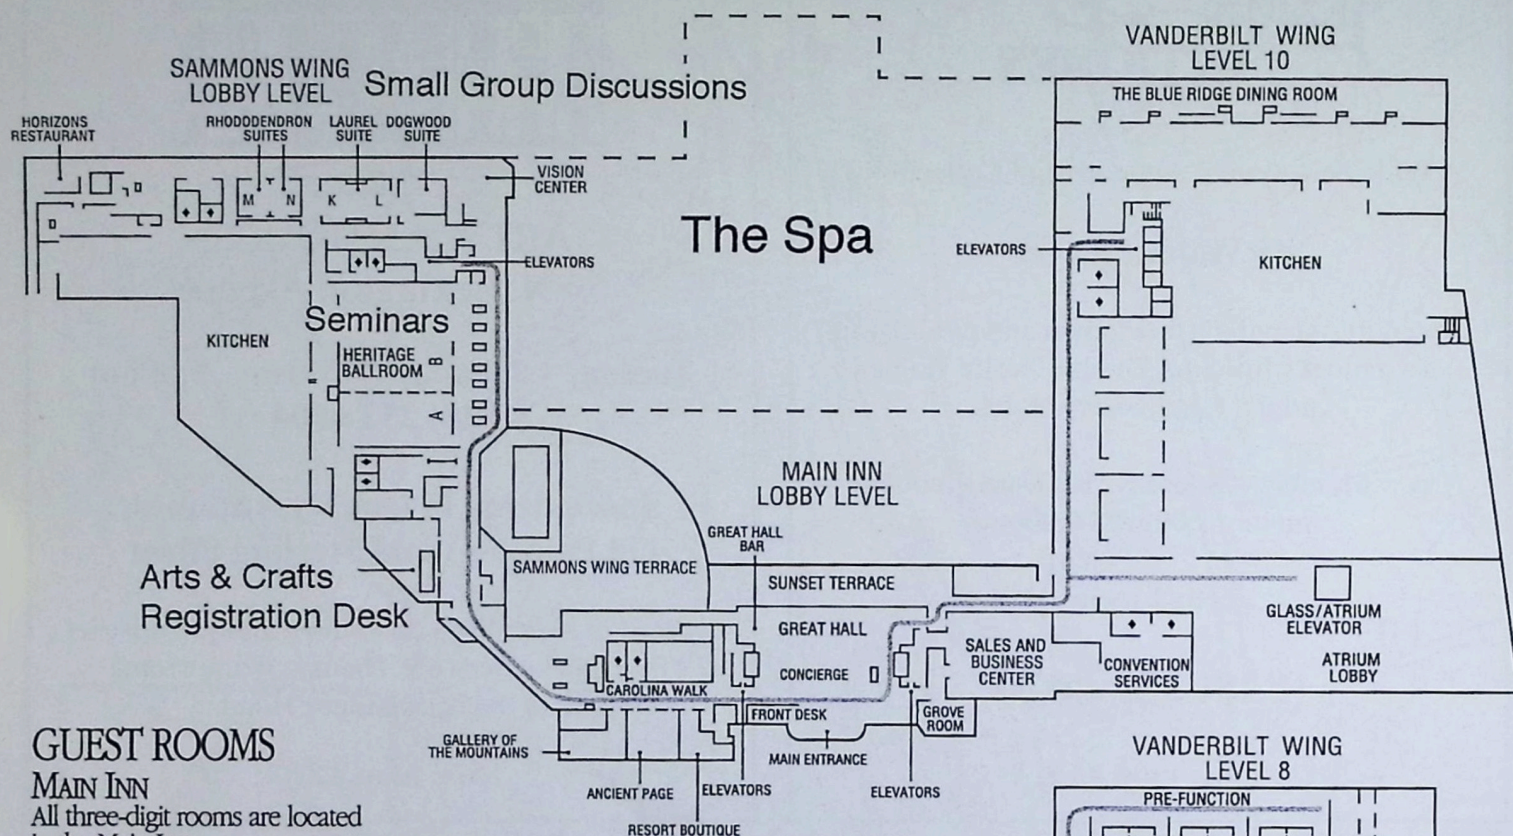 SAMMONS WING
LOBBY LEVEL
Small Group Discussions
VANDERBILT WING
LEVEL 10
THE BLUE RIDGE DINING ROOM
HORIZONS
RESTAURANT
RHODODENDRON
SUITES
LAUREL
SUITE
DOGWOOD
SUITE
VISION
CENTER
M
N
K
L
The Spa
ELEVATORS
ELEVATORS
KITCHEN
Seminars
KITCHEN
HERITAGE
BALLROOM
B
A
MAIN INN
LOBBY LEVEL
GREAT HALL
BAR
SAMMONS WING TERRACE
SUNSET TERRACE
Arts & Crafts
Registration Desk
GREAT HALL
GLASS/ATRIUM
ELEVATOR
SALES AND
BUSINESS
CENTER
CONCIERGE
CONVENTION
SERVICES
ATRIUM
LOBBY
CAROLINA WALK
FRONT DESK
GROVE
ROOM
GALLERY OF
THE MOUNTAINS
MAIN ENTRANCE
ANCIENT PAGE
ELEVATORS
ELEVATORS
RESORT BOUTIQUE
VANDERBILT WING
LEVEL 8
PRE-FUNCTION
GUEST ROOMS
MAIN INN
All three-digit rooms are located